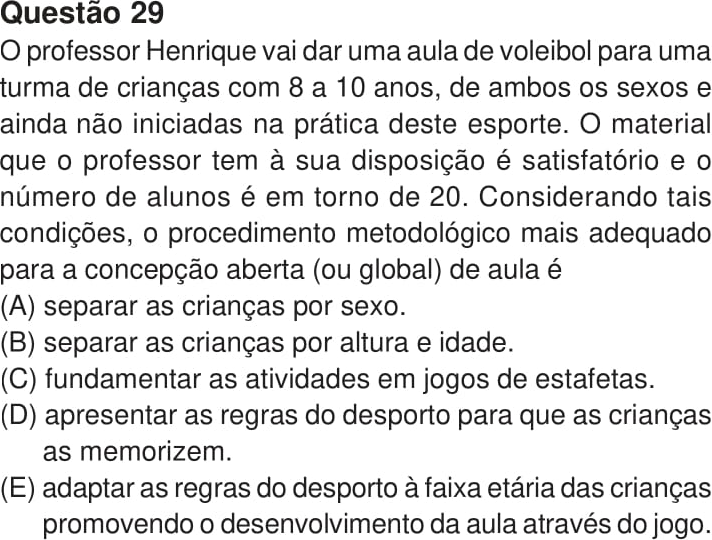 Questão 29
O professor Henrique vai dar uma aula de voleibol para uma
turma de crianças com 8 a 10 anos, de ambos os sexos e
ainda não iniciadas na prática deste esporte. O material
que o professor tem à sua disposição é satisfatório e o
número de alunos é em torno de 20. Considerando tais
condições, o procedimento metodológico mais adequado
para a concepção aberta (ou global) de aula é
(A) separar as crianças por sexo.
(B) separar as crianças por altura e idade.
(C) fundamentar as atividades em jogos de estafetas.
(D) apresentar as regras do desporto para que as crianças
as memorizem.
(E) adaptar as regras do desporto à faixa etária das crianças
promovendo o desenvolvimento da aula através do jogo.